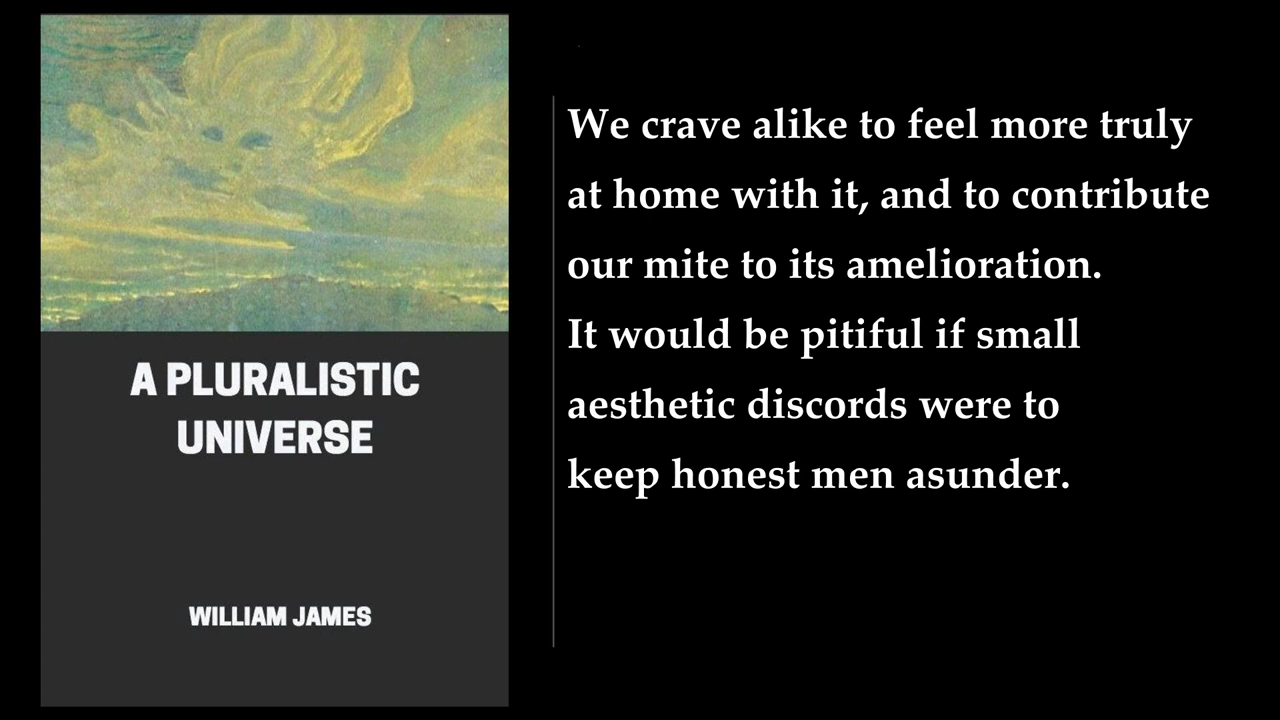 A PLURALISTIC
UNIVERSE
WILLIAM JAMES
We crave alike to feel more truly
at home with it, and to contribute
our mite to its amelioration.
It would be pitiful if small
aesthetic discords were to
keep honest men asunder.